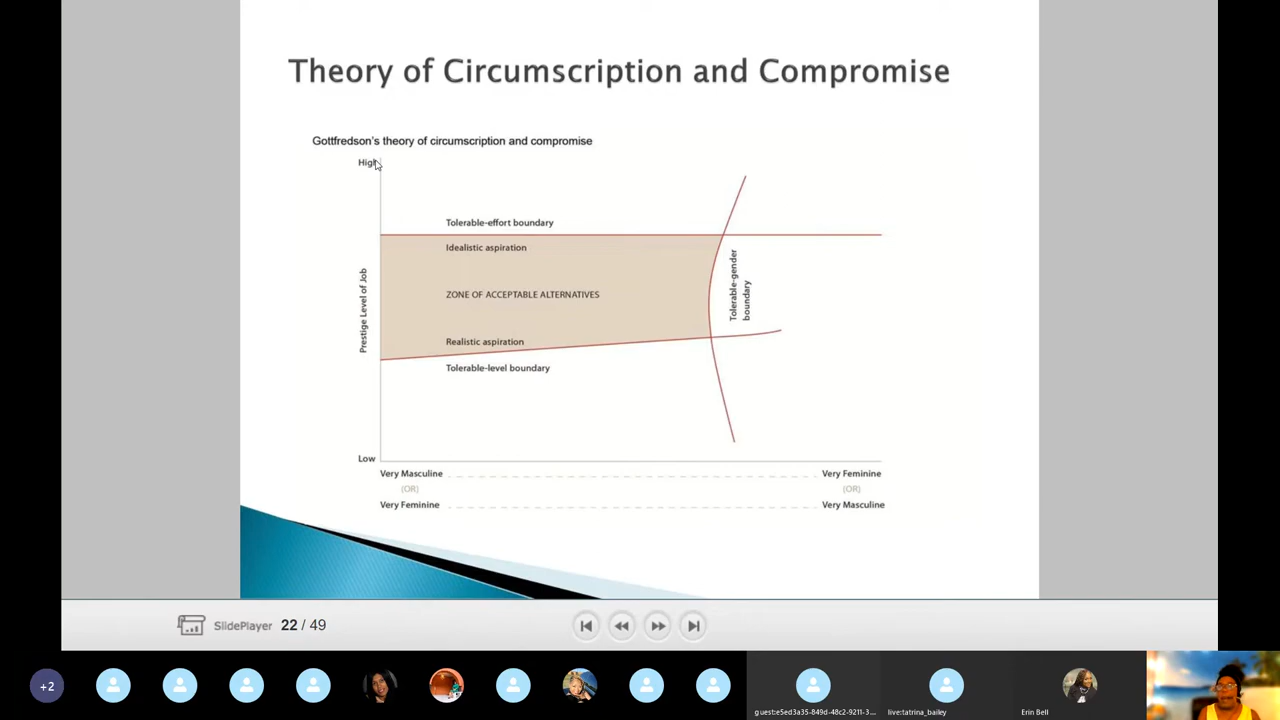 Theory of Circumscription and Compromise
Gottfredson's theory of circumscription and compromise
High
Tolerable-effort boundary
Idealistic aspiration
ZONE OF ACCEPTABLE ALTERNATIVES
Realistic aspiration
Tolerable-level boundary
Prestige Level of Job
Tolerable-gender
boundary
Low
Very Masculine
Very Feminine
(OR)
(OR)
Very Feminine
Very Masculine
SlidePlayer 22 / 49
+2
guest:e5ed3a35-849d-48c2-9211-3...
live:tatrina_bailey
Erin Bell